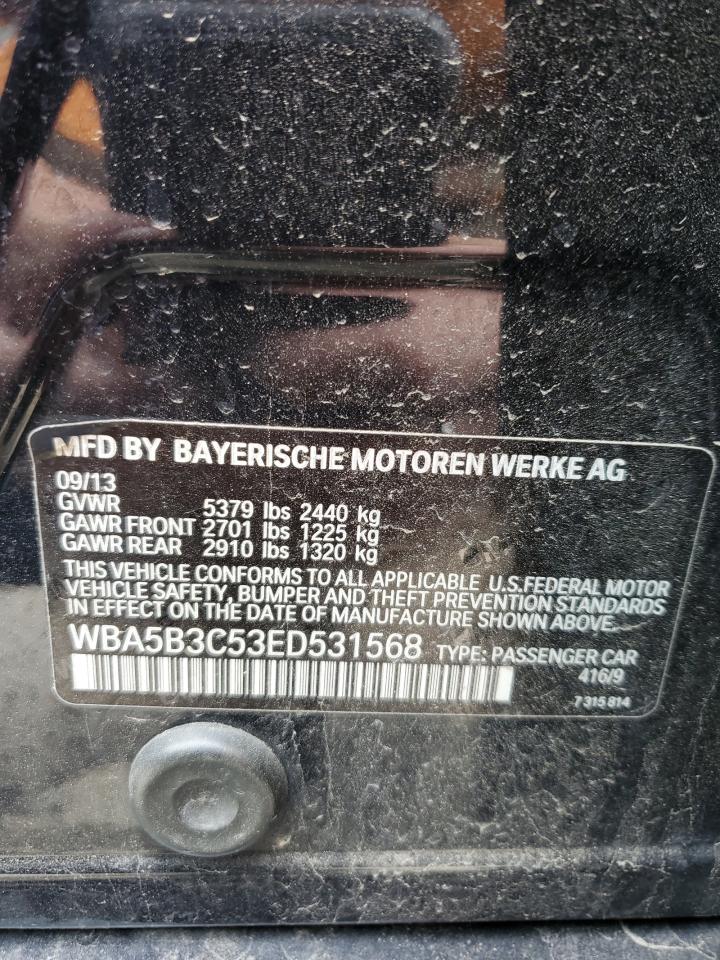 MFD BY BAYERISCHE MOTOREN WERKE AG
09/13
GVWR 5379 lbs 2440 kg
GAWR FRONT 2701 lbs 1225 kg
GAWR REAR 2910 lbs 1320 kg
THIS VEHICLE CONFORMS TO ALL APPLICABLE U.S.FEDERAL MOTOR
VEHICLE SAFETY, BUMPER AND THEFT PREVENTION STANDARDS
IN EFFECT ON THE DATE OF MANUFACTURE SHOWN ABOVE.
WBA5B3C53ED531568 TYPE: PASSENGER CAR
416/9
7 315 814